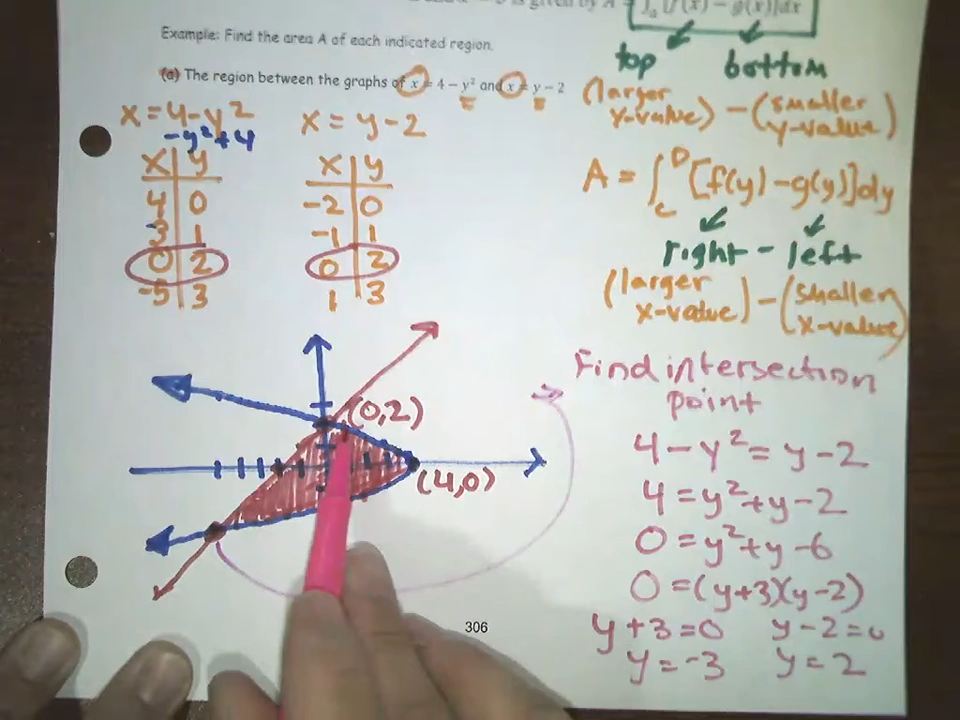 is given by A = ∫a [f(x) − g(x)]dx
Example: Find the area A of each indicated region.
(a) The region between the graphs of x = 4 − y² and x = y − 2
top
bottom
(larger y-value) − (smaller y-value)
x = 4 − y²
−y² + 4
x y
4 0
3 1
0 2
−5 3
x = y − 2
x y
−2 0
−1 1
0 2
1 3
A = ∫c^D [f(y) − g(y)]dy
right − left
(larger x-value) − (smaller x-value)
(0,2)
(4,0)
Find intersection
point
4 − y² = y − 2
4 = y² + y − 2
0 = y² + y − 6
0 = (y+3)(y−2)
y + 3 = 0 y − 2 = 0
y = −3 y = 2
306